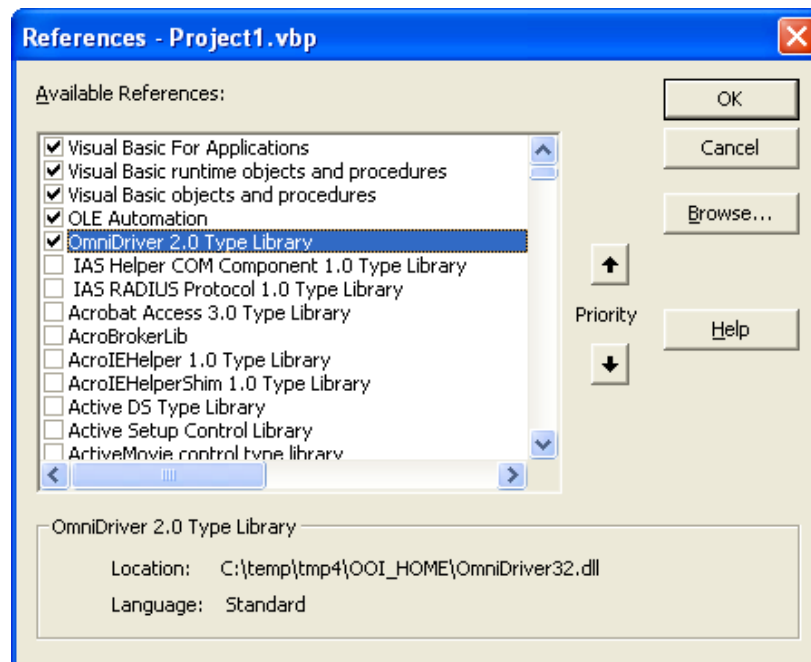 References - Project1.vbp
Available References:
OK
Cancel
Browse...
Help
Visual Basic For Applications
Visual Basic runtime objects and procedures
Visual Basic objects and procedures
OLE Automation
OmniDriver 2.0 Type Library
IAS Helper COM Component 1.0 Type Library
IAS RADIUS Protocol 1.0 Type Library
Acrobat Access 3.0 Type Library
AcroBrokerLib
AcroIEHelper 1.0 Type Library
AcroIEHelperShim 1.0 Type Library
Active DS Type Library
Active Setup Control Library
ActiveMovie control type library
Priority
OmniDriver 2.0 Type Library
Location: C:\temp\tmp4\OOI_HOME\OmniDriver32.dll
Language: Standard